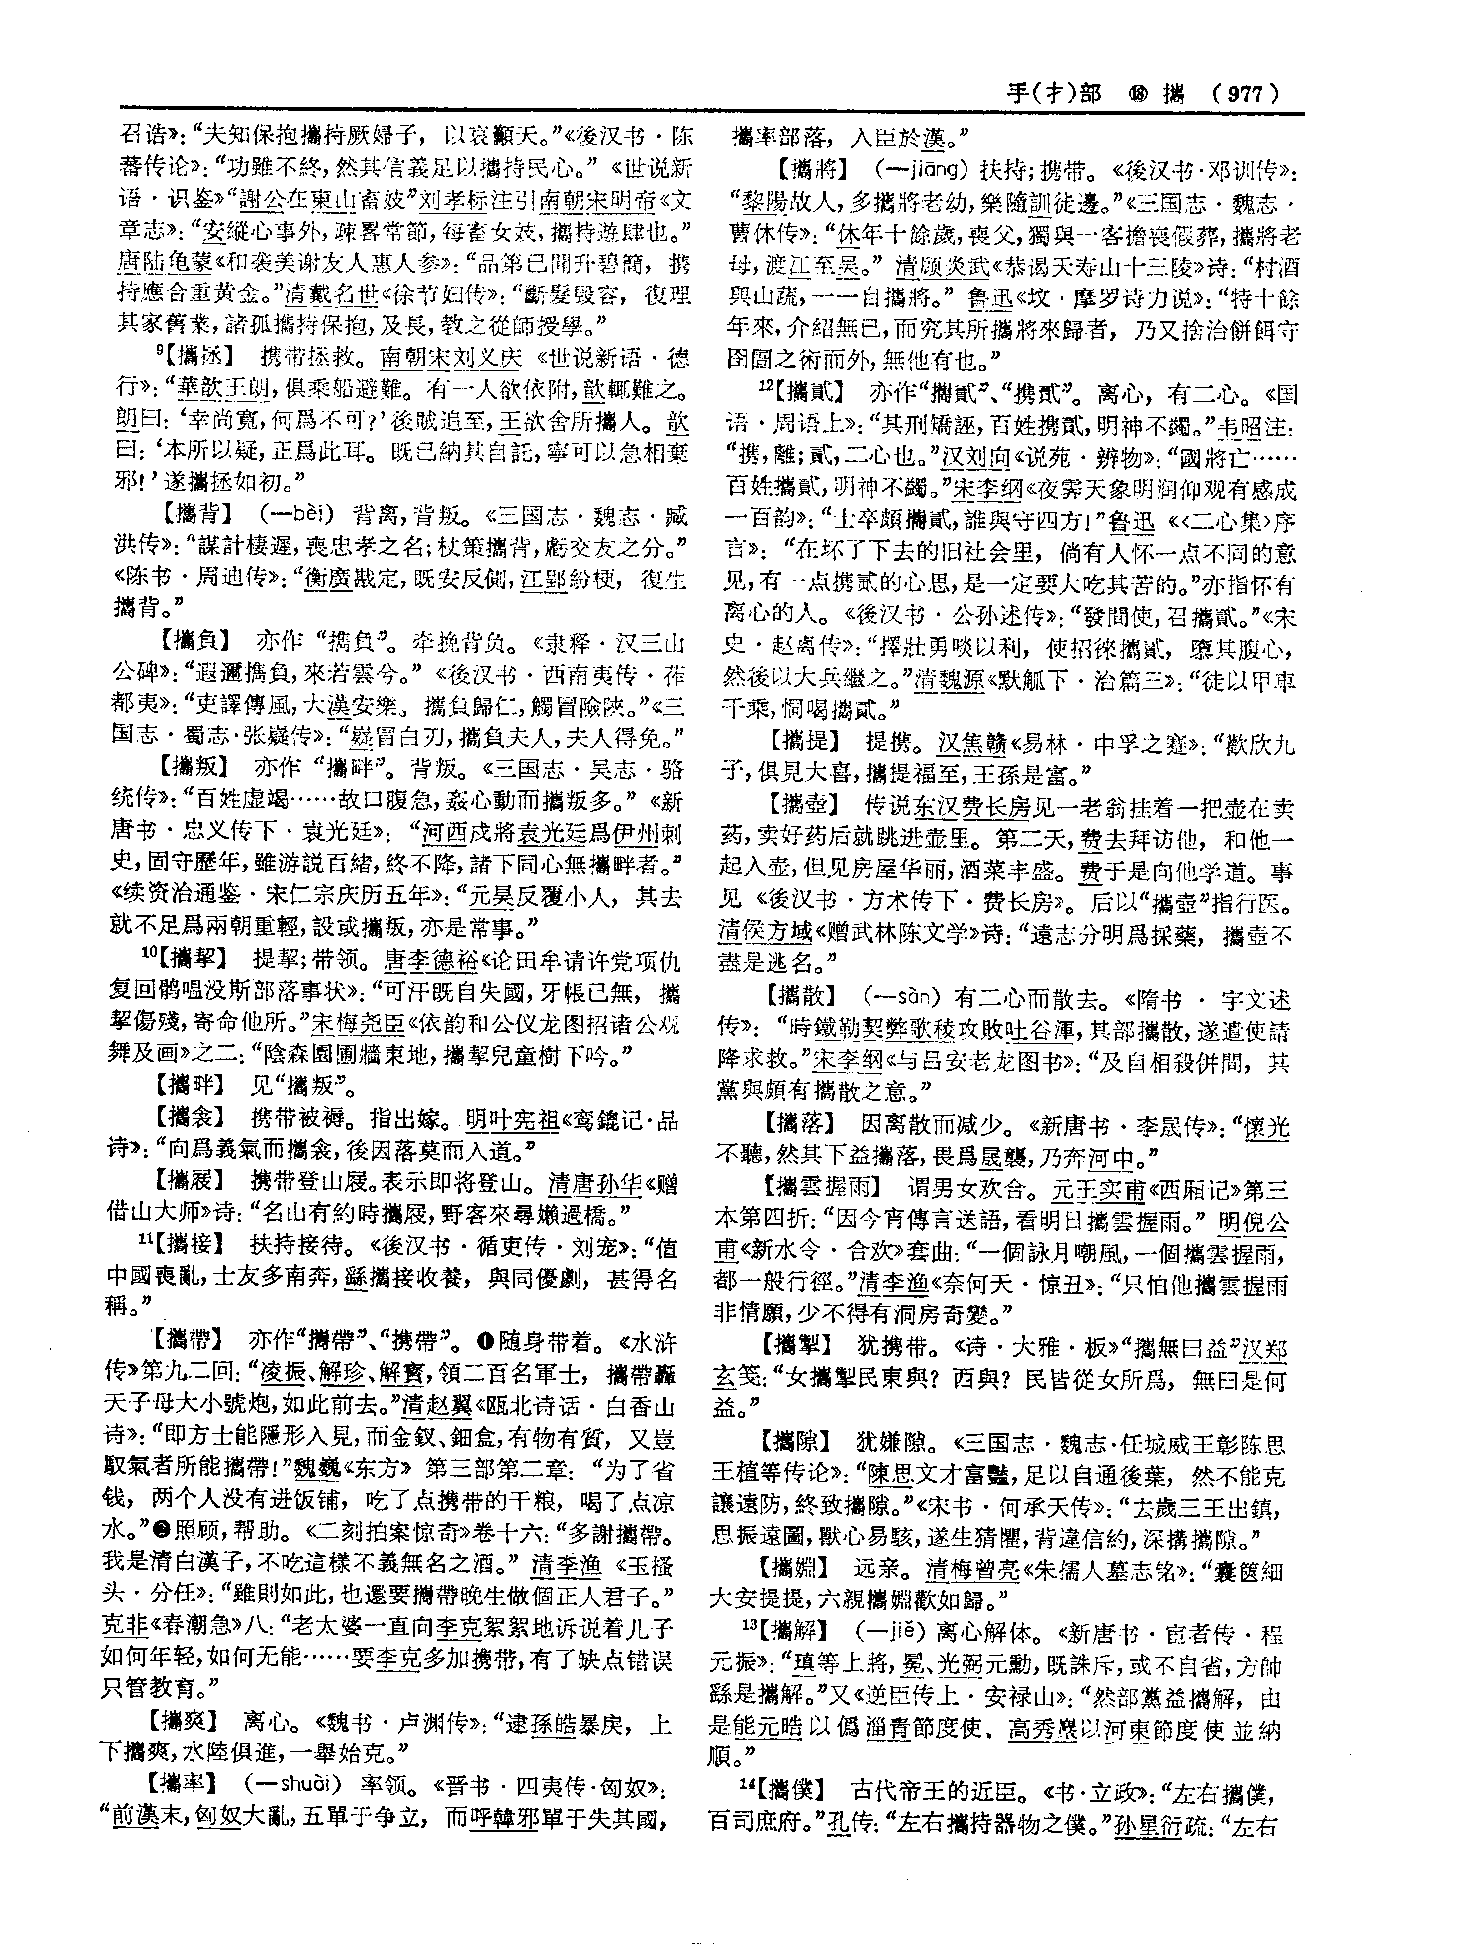 手(扌)部 ⑱ 攜 (977)
召诰》：“夫知保抱攜持厥婦子，以哀籲天。”《後汉书·陈
蕃传论》：“功雖不終，然其信義足以攜持民心。”《世说新
语·识鉴》“謝公在東山畜妓”刘孝标注引南朝宋明帝《文
章志》：“安縱心事外，疎畧常節，每畜女妓，攜持遊肆也。”
唐陆龟蒙《和袭美谢友人惠人参》：“品第已聞升碧簡，携
持應合重黄金。”清戴名世《徐节妇传》：“斷髮毁容，復理
其家舊業，諸孤攜持保抱，及長，教之從師授學。”
⁹【攜拯】 携带拯救。南朝宋刘义庆《世说新语·德
行》：“華歆王朗，俱乘船避難。有一人欲依附，歆輒難之。
朗曰：‘幸尚寬，何爲不可?’後賊追至，王欲舍所攜人。歆
曰：‘本所以疑，正爲此耳。既已納其自託，寧可以急相棄
邪！’遂攜拯如初。”
【攜背】 （—bèi）背离，背叛。《三国志·魏志·臧
洪传》：“謀計棲遲，喪忠孝之名；杖策攜背，虧交友之分。”
《陈书·周迪传》：“衡廣戡定，既安反側，江郢紛梗，復生
攜背。”
【攜負】 亦作“擕負”。牵挽背负。《隶释·汉三山
公碑》：“遐邇擕負，來若雲兮。”《後汉书·西南夷传·莋
都夷》：“吏譯傳風，大漢安樂。攜負歸仁，觸冒險陝。”《三
国志·蜀志·张嶷传》：“嶷冒白刃，攜負夫人，夫人得免。”
【攜叛】 亦作“攜畔”。背叛。《三国志·吴志·骆
统传》：“百姓虚竭……故口腹急，姦心動而攜叛多。”《新
唐书·忠义传下·袁光廷》：“河西戍將袁光廷爲伊州刺
史，固守歷年，雖游説百緒，終不降，諸下同心無攜畔者。”
《续资治通鉴·宋仁宗庆历五年》：“元昊反覆小人，其去
就不足爲兩朝重輕，設或攜叛，亦是常事。”
¹⁰【攜挈】 提挈；带领。唐李德裕《论田牟请许党项仇
复回鹘嗢没斯部落事状》：“可汗既自失國，牙帳已無，攜
挈傷殘，寄命他所。”宋梅尧臣《依韵和公仪龙图招诸公观
舞及画》之二：“陰森園圃牆東地，攜挈兒童樹下吟。”
【攜畔】 见“攜叛”。
【攜衾】 携带被褥。指出嫁。明叶宪祖《鸾鎞记·品
诗》：“向爲義氣而攜衾，後因落莫而入道。”
【攜屐】 携带登山屐。表示即将登山。清唐孙华《赠
借山大师》诗：“名山有約時攜屐，野客來尋嬾過橋。”
¹¹【攜接】 扶持接待。《後汉书·循吏传·刘宠》：“值
中國喪亂，士友多南奔，繇攜接收養，與同優劇，甚得名
稱。”
【攜帶】 亦作“擕帶”、“携帶”。❶随身带着。《水浒
传》第九二回：“凌振、解珍、解寳，領二百名軍士，攜帶轟
天子母大小號炮，如此前去。”清赵翼《瓯北诗话·白香山
诗》：“即方士能隱形入見，而金釵、鈿盒，有物有質，又豈
馭氣者所能攜帶！”魏巍《东方》第三部第二章：“为了省
钱，两个人没有进饭铺，吃了点携带的干粮，喝了点凉
水。”❷照顾，帮助。《二刻拍案惊奇》卷十六：“多謝攜帶。
我是清白漢子，不吃這樣不義無名之酒。”清李渔《玉搔
头·分任》：“雖則如此，也還要攜帶晚生做個正人君子。”
克非《春潮急》八：“老太婆一直向李克絮絮地诉说着儿子
如何年轻，如何无能……要李克多加携带，有了缺点错误
只管教育。”
【攜爽】 离心。《魏书·卢渊传》：“逮孫皓暴戾，上
下攜爽，水陸俱進，一舉始克。”
【攜率】 （—shuài）率领。《晋书·四夷传·匈奴》：
“前漢末，匈奴大亂，五單于争立，而呼韓邪單于失其國，
攜率部落，入臣於漢。”
【攜將】 （—jiāng）扶持；携带。《後汉书·邓训传》：
“黎陽故人，多攜將老幼，樂隨訓徙邊。”《三国志·魏志·
曹休传》：“休年十餘歲，喪父，獨與一客擔喪假葬，攜將老
母，渡江至吴。”清顾炎武《恭谒天寿山十三陵》诗：“村酒
與山蔬，一一自攜將。”鲁迅《坟·摩罗诗力说》：“特十餘
年來，介紹無已，而究其所攜將來歸者，乃又捨治餅餌守
囹圄之術而外，無他有也。”
¹²【攜貳】 亦作“擕貳”、“携貳”。离心，有二心。《国
语·周语上》：“其刑矯誣，百姓携貳，明神不蠲。”韦昭注：
“携，離；貳，二心也。”汉刘向《说苑·辨物》：“國將亡……
百姓攜貳，明神不蠲。”宋李纲《夜霁天象明润仰观有感成
一百韵》：“士卒頗攜貳，誰與守四方！”鲁迅《〈二心集〉序
言》：“在坏了下去的旧社会里，倘有人怀一点不同的意
见，有一点携贰的心思，是一定要大吃其苦的。”亦指怀有
离心的人。《後汉书·公孙述传》：“發間使，召攜貳。”《宋
史·赵卨传》：“擇壯勇啖以利，使招徠攜貳，隳其腹心，
然後以大兵繼之。”清魏源《默觚下·治篇三》：“徒以甲車
千乘，恫喝攜貳。”
【攜提】 提携。汉焦赣《易林·中孚之蹇》：“歡欣九
子，俱見大喜，攜提福至，王孫是富。”
【攜壺】 传说东汉费长房见一老翁挂着一把壶在卖
药，卖好药后就跳进壶里。第二天，费去拜访他，和他一
起入壶，但见房屋华丽，酒菜丰盛。费于是向他学道。事
见《後汉书·方术传下·费长房》。后以“攜壺”指行医。
清侯方域《赠武林陈文学》诗：“遠志分明爲採藥，攜壺不
盡是逃名。”
【攜散】 （—sàn）有二心而散去。《隋书·宇文述
传》：“時鐵勒契弊歌稜攻敗吐谷渾，其部攜散，遂遣使請
降求救。”宋李纲《与吕安老龙图书》：“及自相殺併間，其
黨與頗有攜散之意。”
【攜落】 因离散而减少。《新唐书·李晟传》：“懷光
不聽，然其下益攜落，畏爲晟襲，乃奔河中。”
【攜雲握雨】 谓男女欢合。元王实甫《西厢记》第三
本第四折：“因今宵傳言送語，看明日攜雲握雨。”明倪公
甫《新水令·合欢》套曲：“一個詠月嘲風，一個攜雲握雨，
都一般行徑。”清李渔《奈何天·惊丑》：“只怕他攜雲握雨
非情願，少不得有洞房奇變。”
【攜掣】 犹携带。《诗·大雅·板》“攜無曰益”汉郑
玄笺：“女攜掣民東與？西與？民皆從女所爲，無曰是何
益。”
【攜隙】 犹嫌隙。《三国志·魏志·任城威王彰陈思
王植等传论》：“陳思文才富豔，足以自通後葉，然不能克
讓遠防，終致攜隙。”《宋书·何承天传》：“去歲三王出鎮，
思振遠圖，獸心易駭，遂生猜懼，背違信約，深搆攜隙。”
【攜婣】 远亲。清梅曾亮《朱孺人墓志铭》：“囊篋細
大安提提，六親攜婣歡如歸。”
¹³【攜解】 （—jiě）离心解体。《新唐书·宦者传·程
元振》：“瑱等上將，冕、光弼元勳，既誅斥，或不自省，方帥
繇是攜解。”又《逆臣传上·安禄山》：“然部黨益攜解，由
是能元皓以僞淄青節度使，高秀巖以河東節度使並納
順。”
¹⁴【攜僕】 古代帝王的近臣。《书·立政》：“左右攜僕，
百司庶府。”孔传：“左右攜持器物之僕。”孙星衍疏：“左右